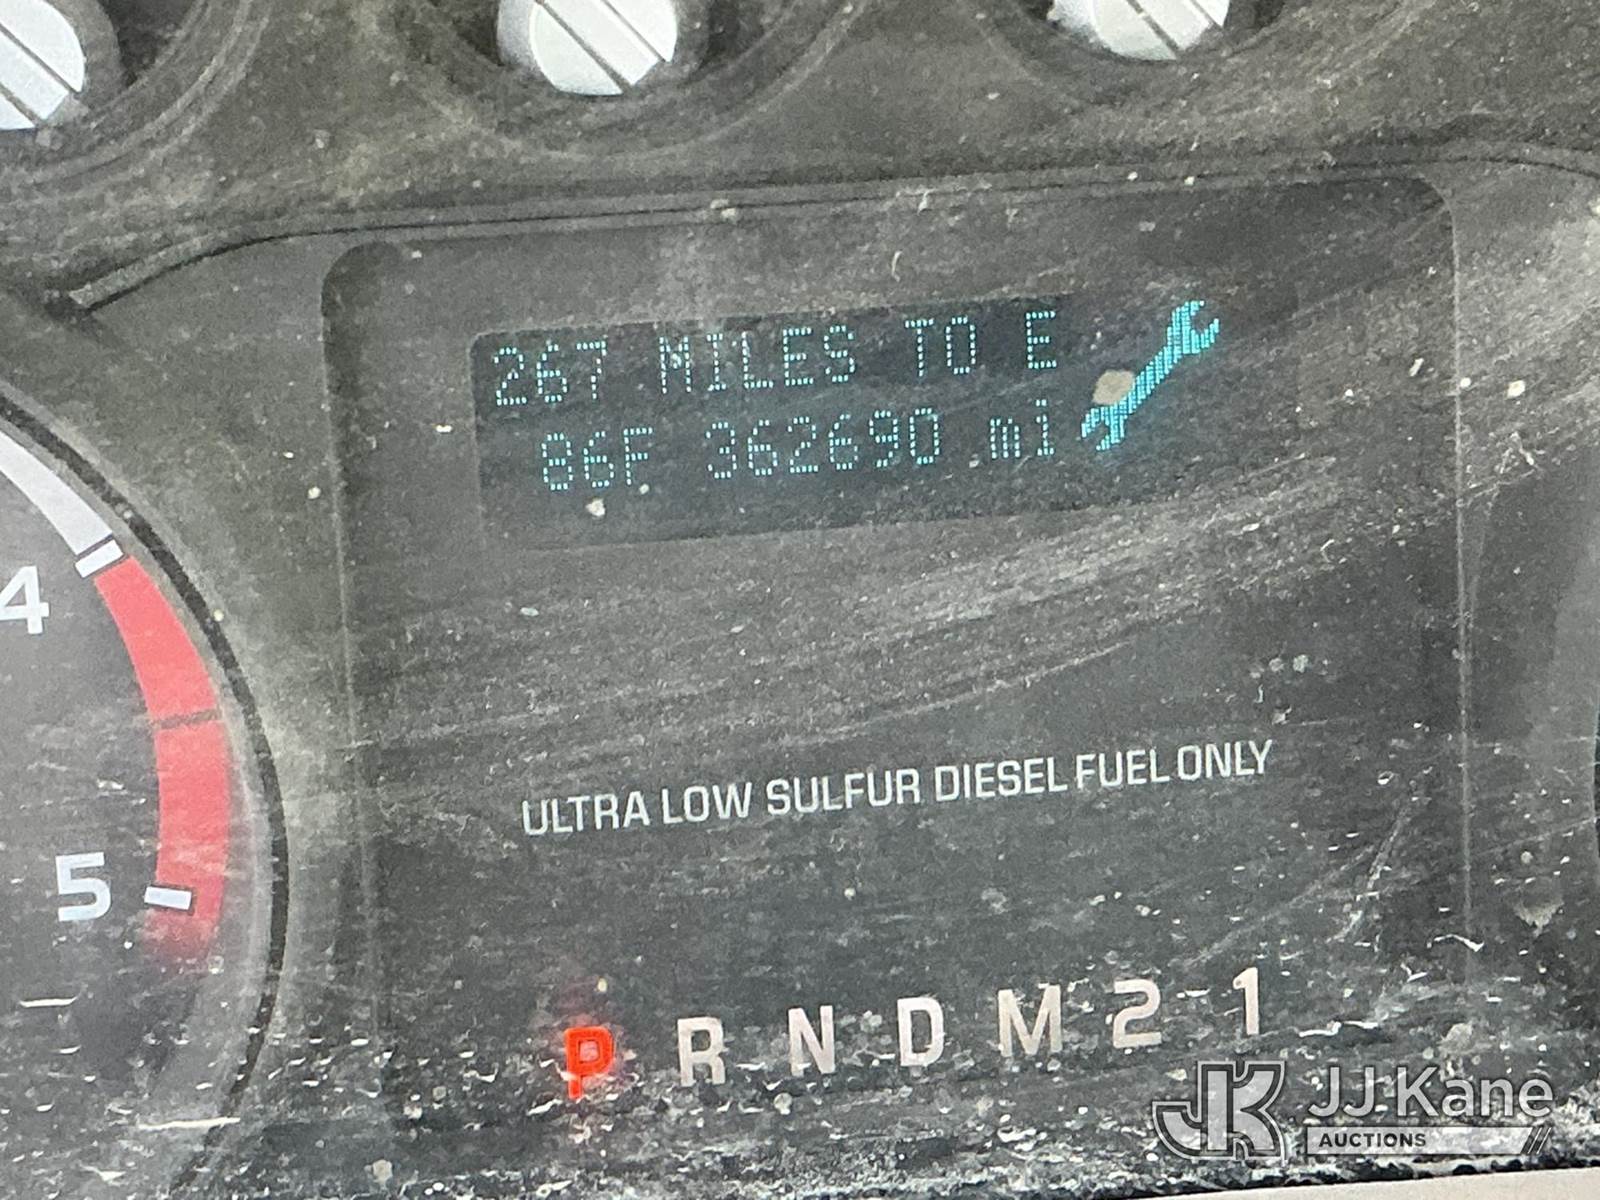 267 MILES TO E
86F 362690 mi
4
ULTRA LOW SULFUR DIESEL FUEL ONLY
5
P R N D M 2 1
JK JJ Kane
AUCTIONS